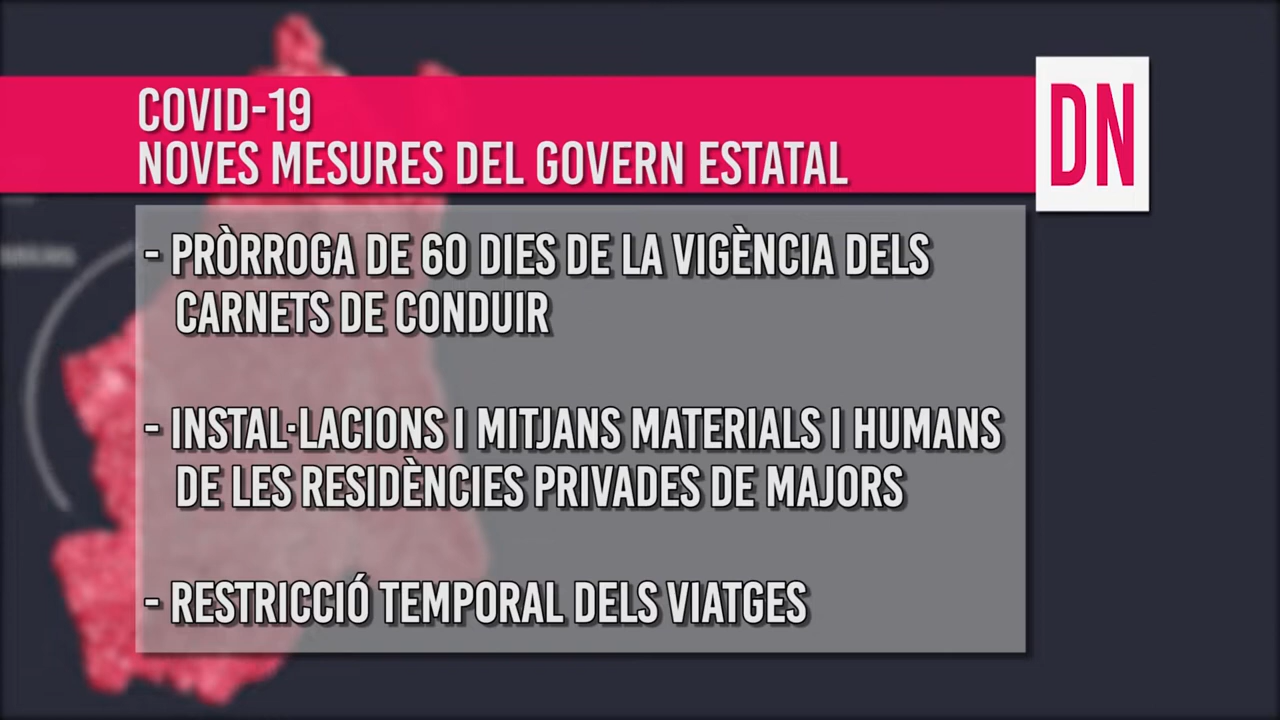 COVID-19
NOVES MESURES DEL GOVERN ESTATAL
DN
- PRÒRROGA DE 60 DIES DE LA VIGÈNCIA DELS
CARNETS DE CONDUIR
- INSTAL·LACIONS I MITJANS MATERIALS I HUMANS
DE LES RESIDÈNCIES PRIVADES DE MAJORS
- RESTRICCIÓ TEMPORAL DELS VIATGES